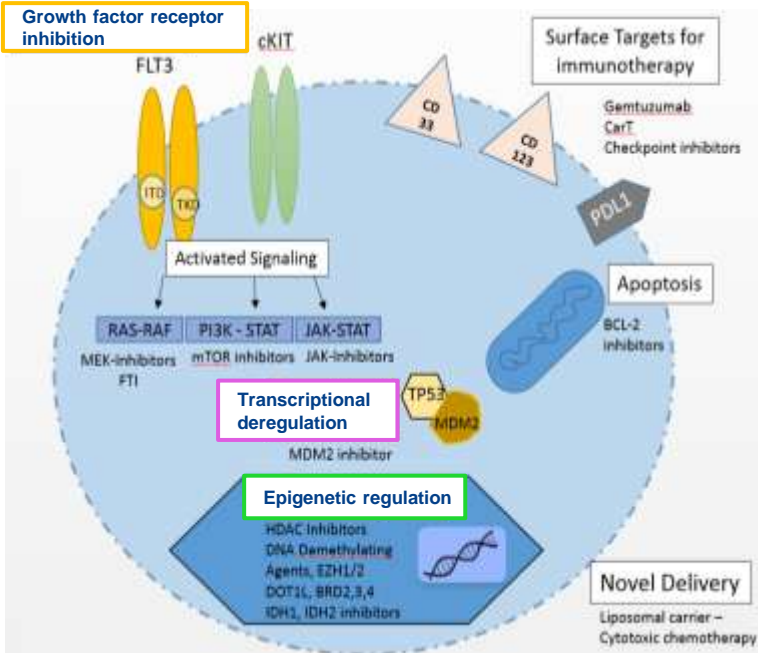 Growth factor receptor
inhibition
FLT3
cKIT
CD
33
CD
123
Surface Targets for
immunotherapy
Gemtuzumab
CarT
Checkpoint inhibitors
PDL1
ITD
TKD
Activated Signaling
RAS-RAF
PI3K - STAT
JAK-STAT
MEK-Inhibitors
FTI
mTOR inhibitors
JAK-Inhibitors
Apoptosis
BCL-2
Inhibitors
Transcriptional
deregulation
TP53
MDM2
MDM2 inhibitor
Epigenetic regulation
HDAC Inhibitors
DNA Demethylating
Agents, EZH1/2
DOT1L, BRD2,3,4
IDH1, IDH2 inhibitors
Novel Delivery
Liposomal carrier –
Cytotoxic chemotherapy